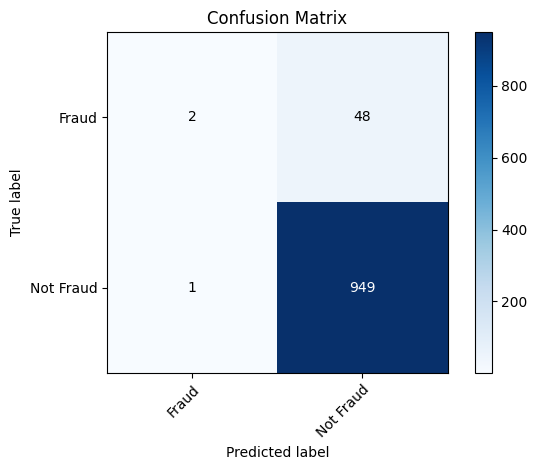 Confusion Matrix
Fraud
2
48
800
600
True label
400
Not Fraud
1
949
200
Fraud
Not Fraud
Predicted label